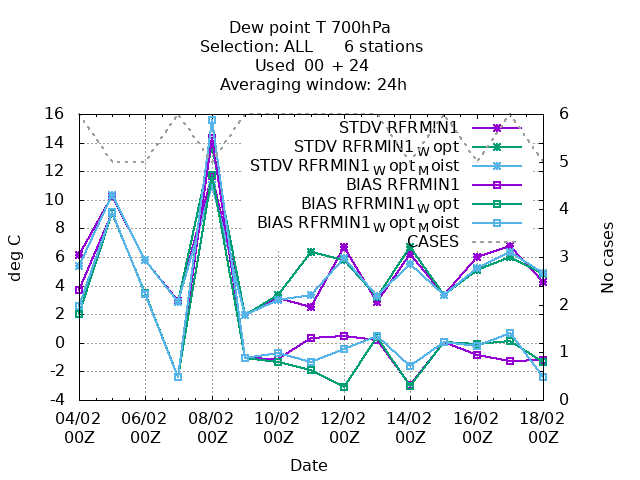 Dew point T 700hPa
Selection: ALL      6 stations
Used  00 + 24
Averaging window: 24h
16
14
12
10
8
6
4
2
0
-2
-4
deg C
6
5
4
3
2
1
0
No cases
STDV RFRMIN1
STDV RFRMIN1_W opt
STDV RFRMIN1_W opt_M oist
BIAS RFRMIN1
BIAS RFRMIN1_W opt
BIAS RFRMIN1_W opt_M oist
CASES
04/02 06/02 08/02 10/02 12/02 14/02 16/02 18/02
00Z 00Z 00Z 00Z 00Z 00Z 00Z 00Z
Date